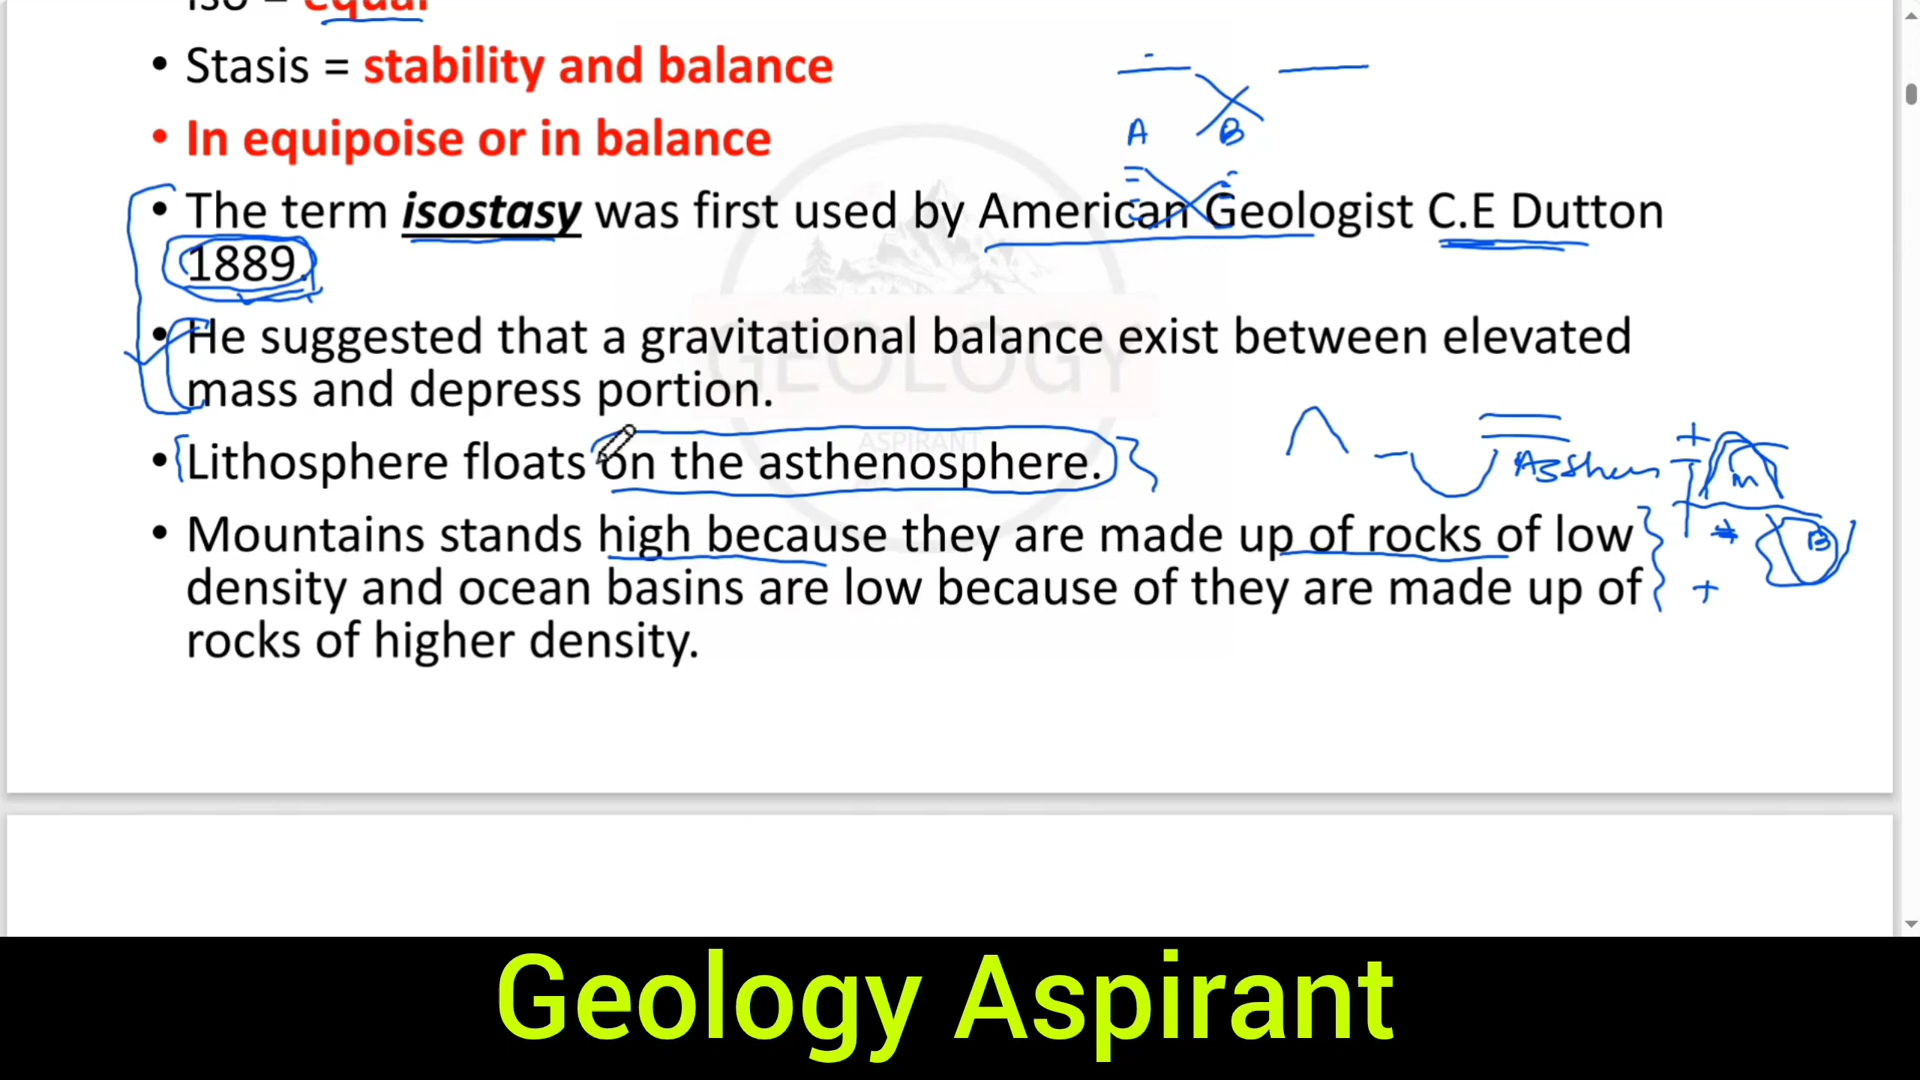 Iso = equal
• Stasis = stability and balance
• In equipoise or in balance
A B
• The term isostasy was first used by American Geologist C.E Dutton
1889.
• He suggested that a gravitational balance exist between elevated
mass and depress portion.
GEOLOGY
ASPIRANT
• Lithosphere floats on the asthenosphere.
M
• Mountains stands high because they are made up of rocks of low
B
density and ocean basins are low because of they are made up of
rocks of higher density.
Geology Aspirant